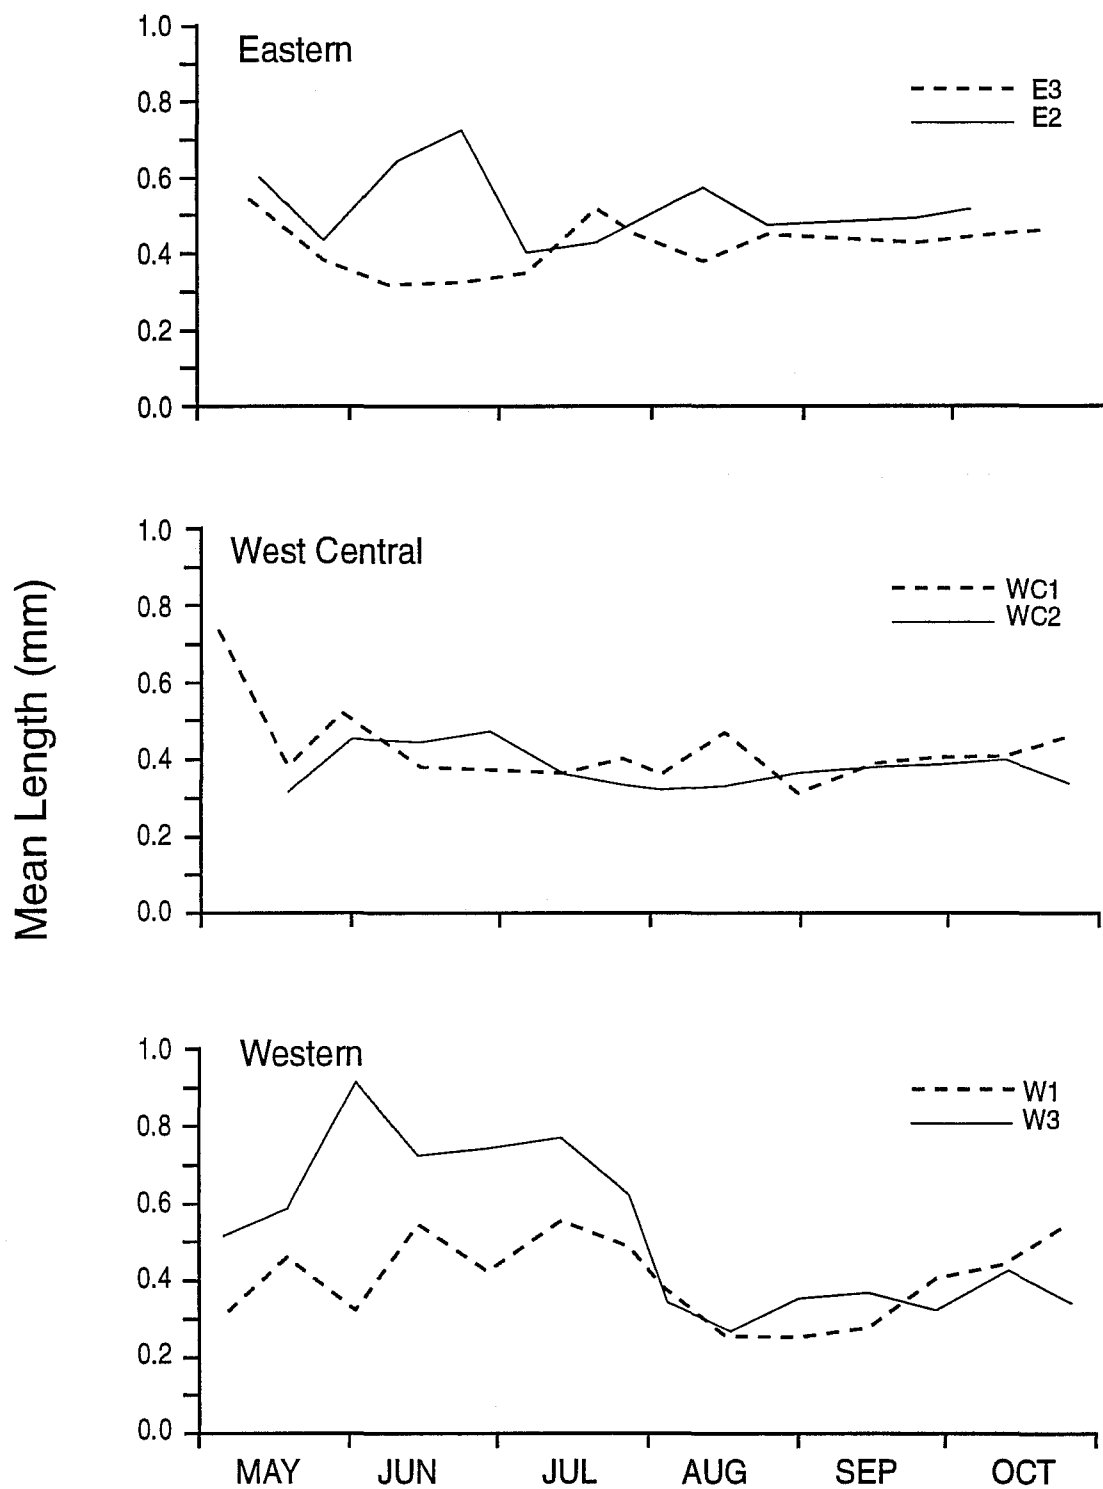 Mean Length (mm)
Eastern
E3
E2
1.0
0.8
0.6
0.4
0.2
0.0
West Central
WC1
WC2
1.0
0.8
0.6
0.4
0.2
0.0
Western
W1
W3
1.0
0.8
0.6
0.4
0.2
0.0
MAY JUN JUL AUG SEP OCT